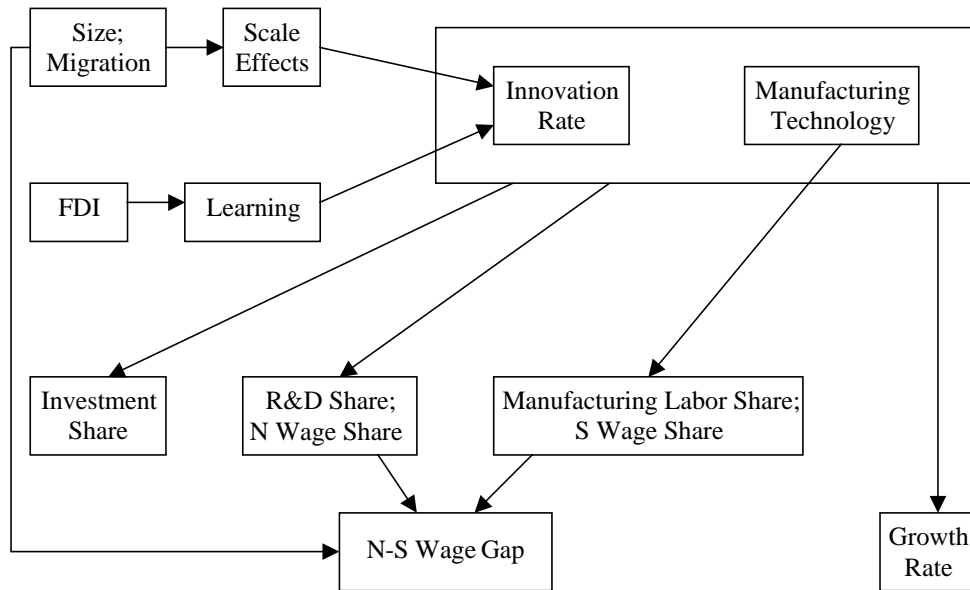 Size;
Migration
Scale
Effects
Innovation
Rate
Manufacturing
Technology
FDI
Learning
Investment
Share
R&D Share;
N Wage Share
Manufacturing Labor Share;
S Wage Share
N-S Wage Gap
Growth
Rate